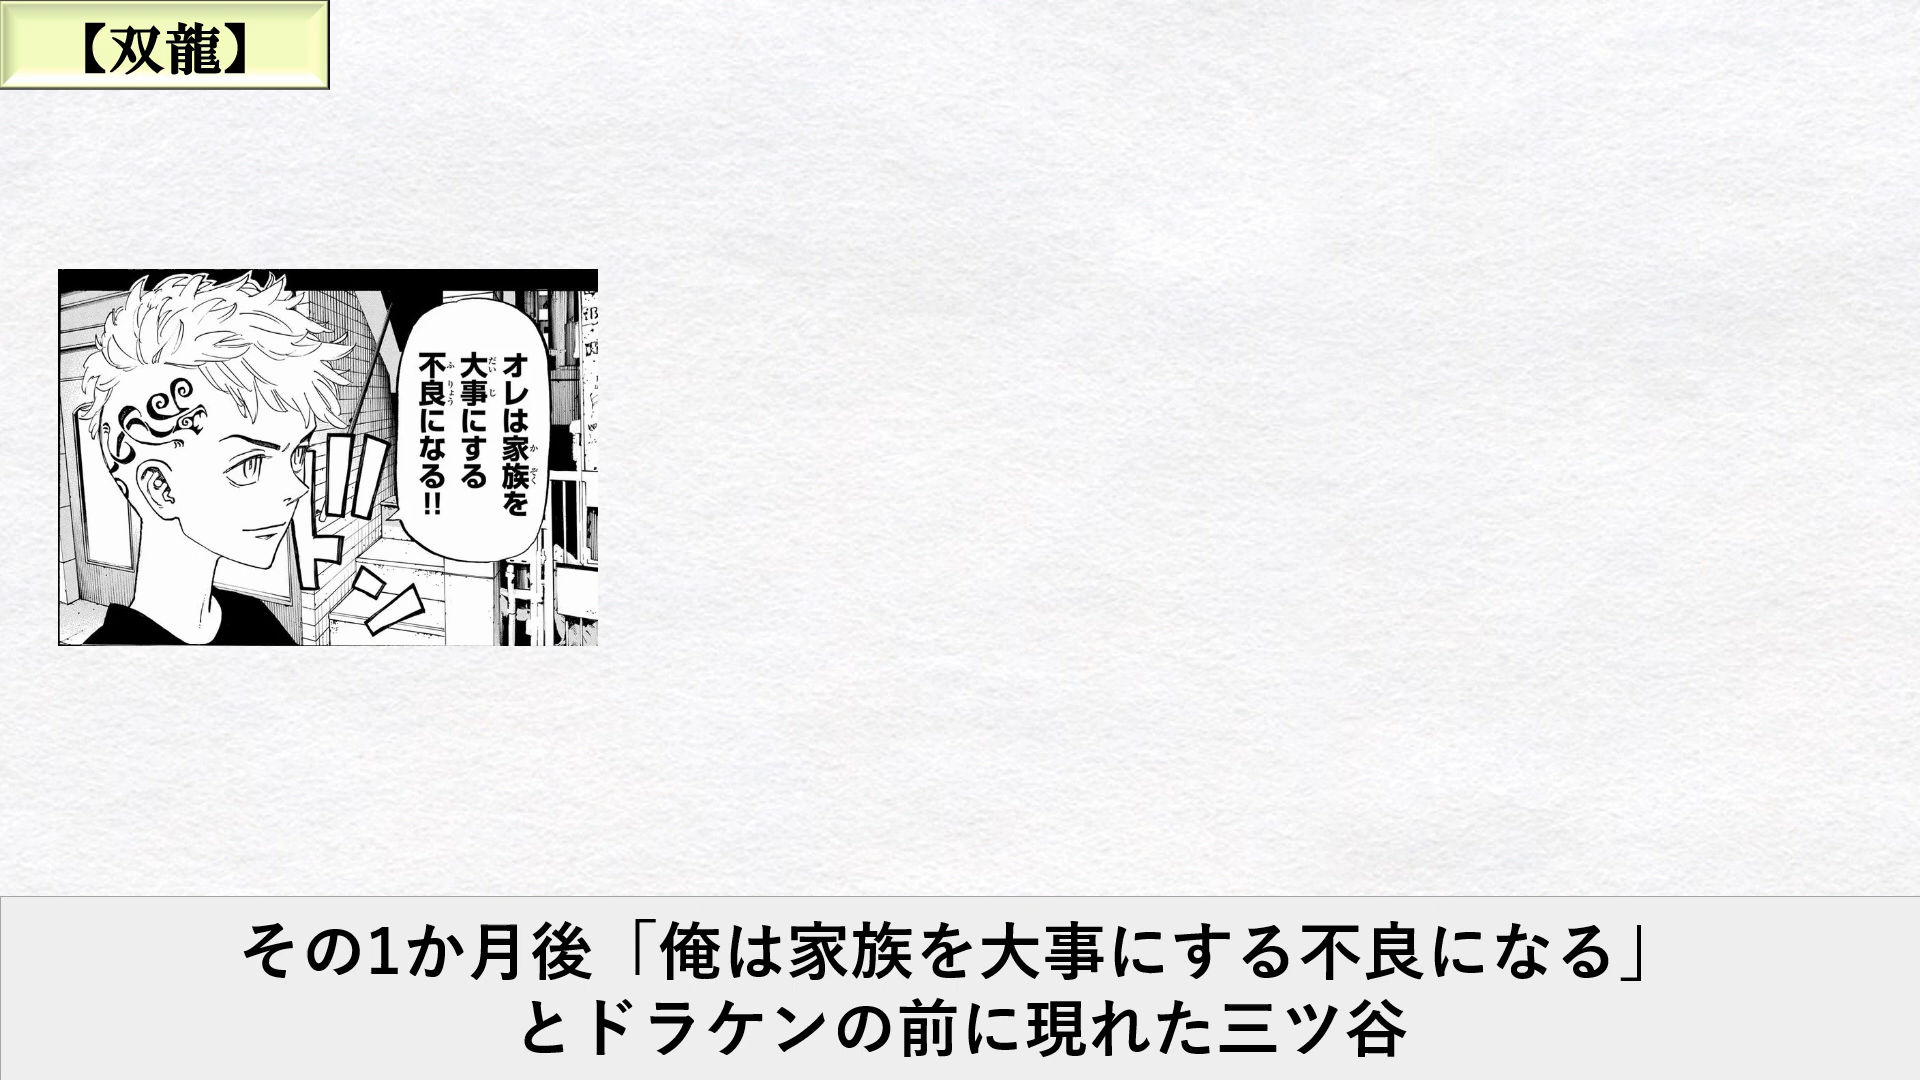 【双龍】
オレは家族を
大事にする
不良になる!!
ドン
その1か月後「俺は家族を大事にする不良になる」
とドラケンの前に現れた三ツ谷